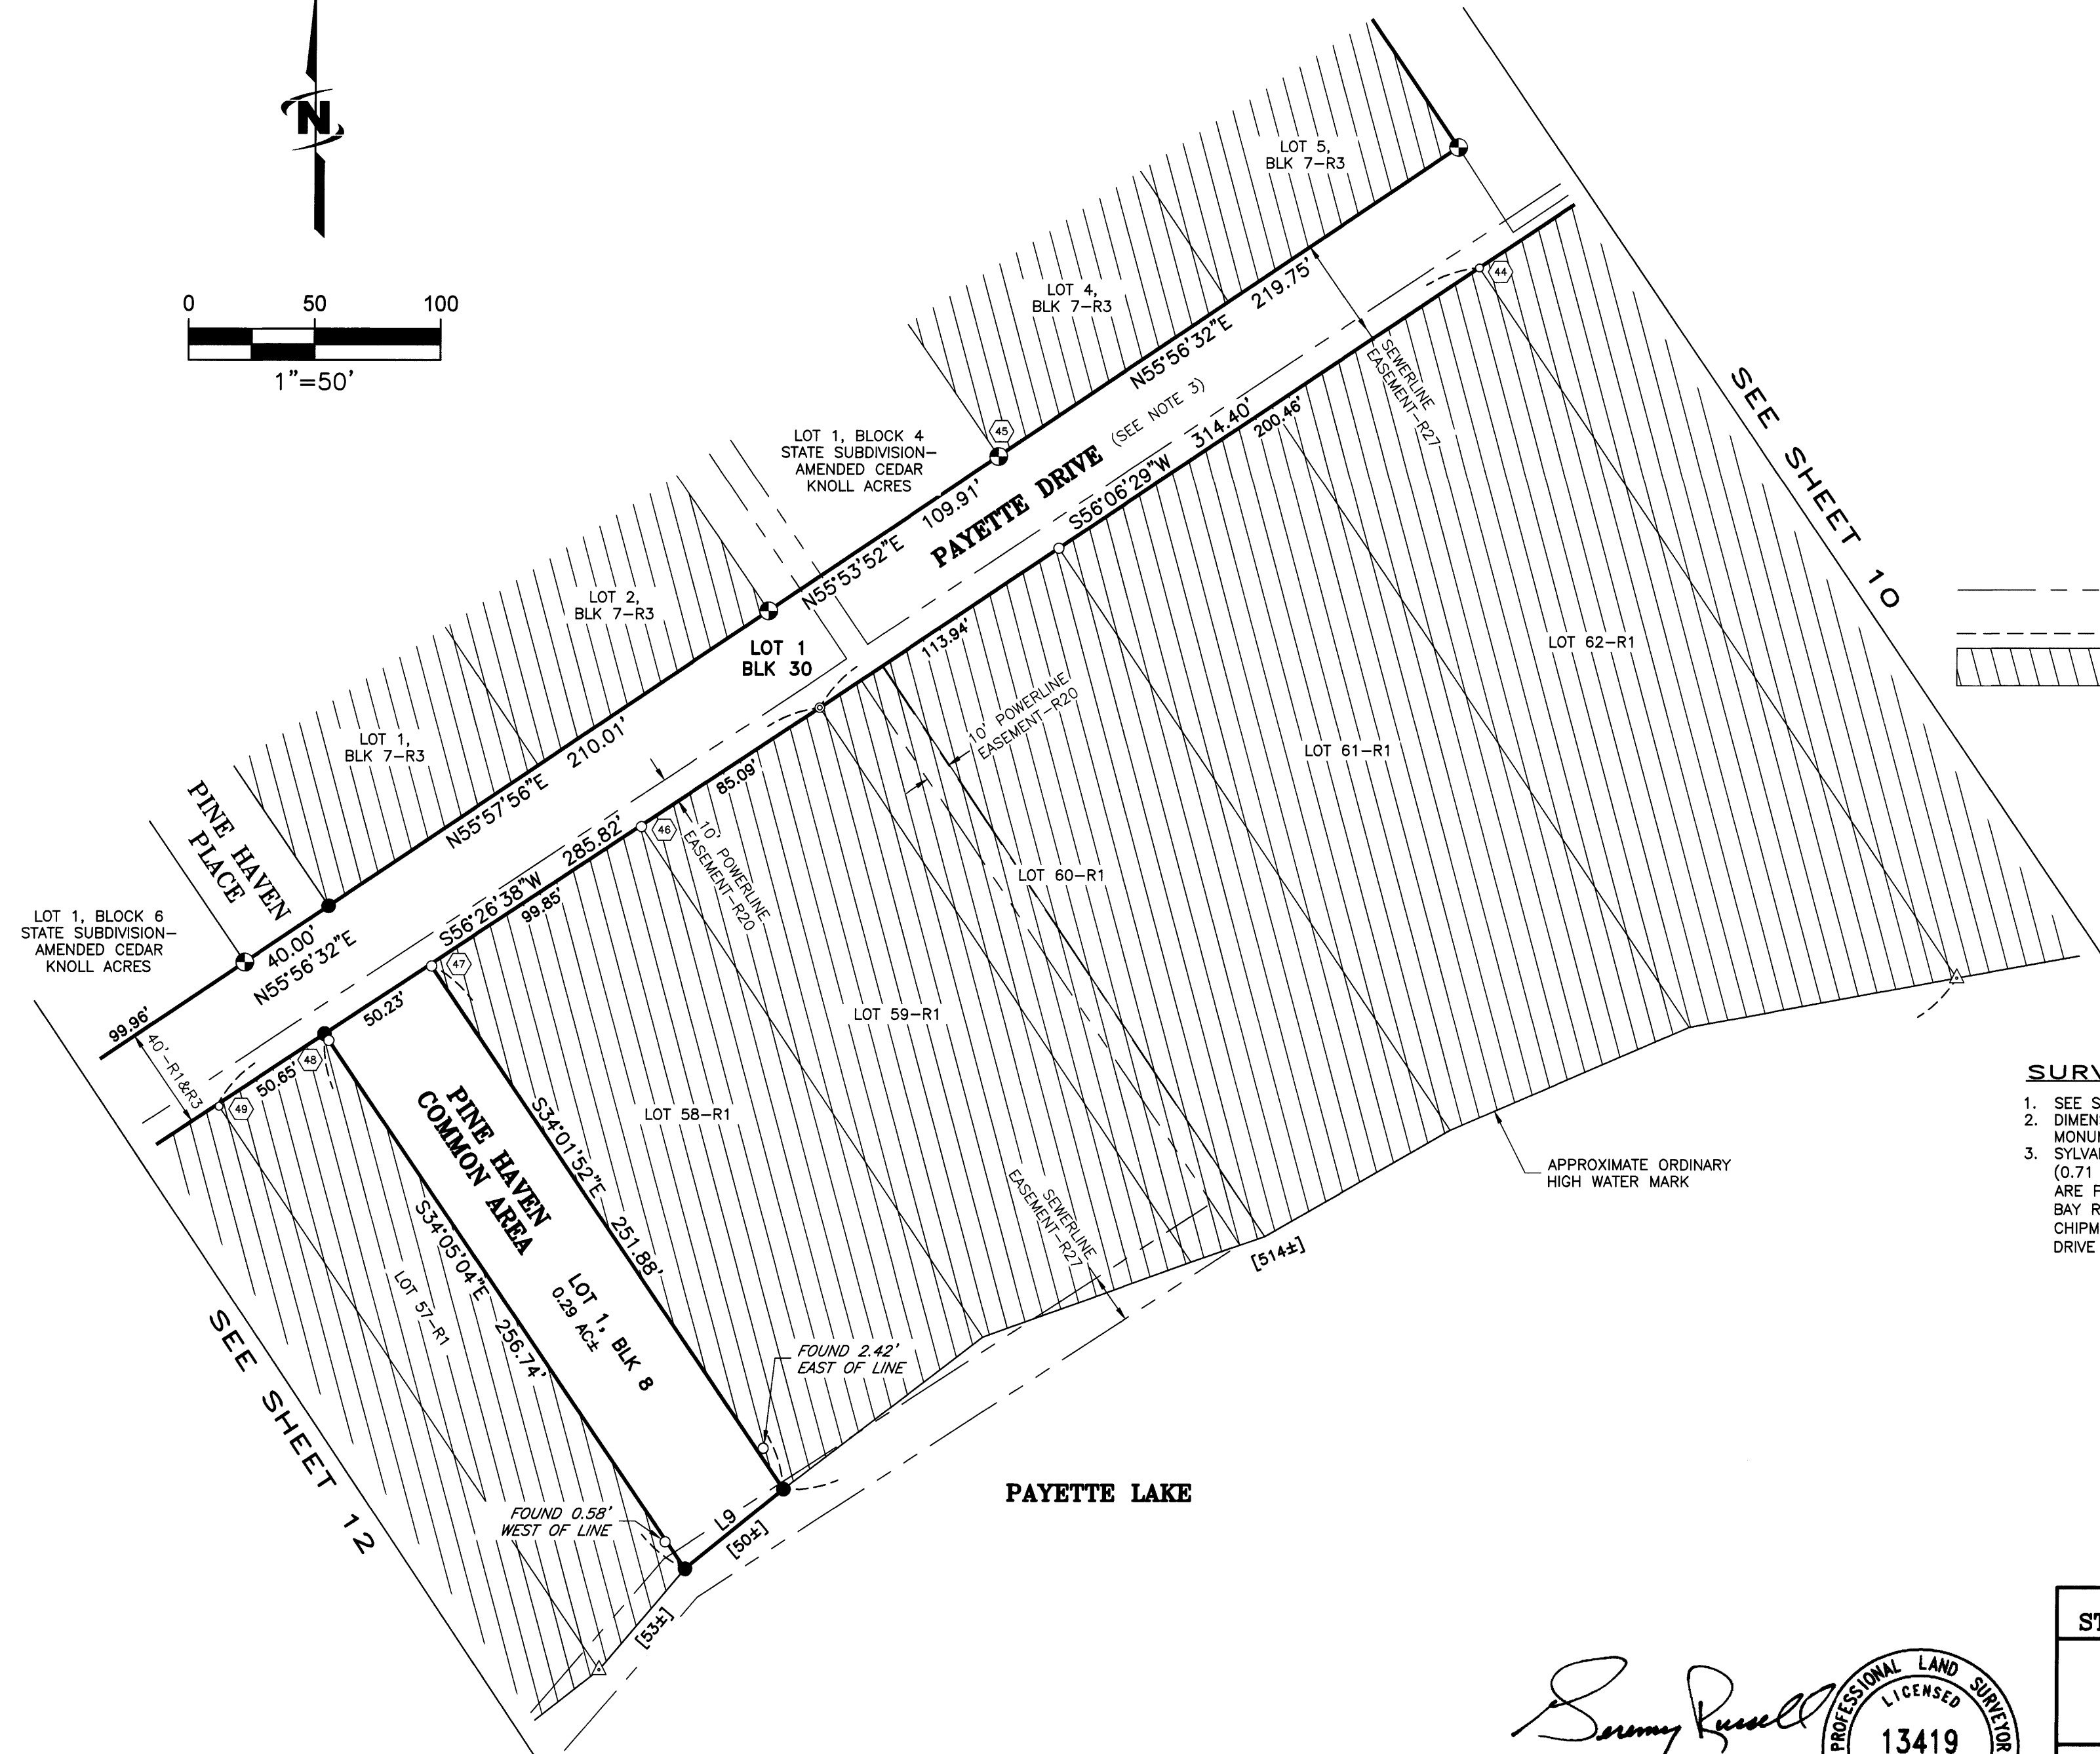 N
0 50 100
1"=50'
LOT 5,
BLK 7-R3
LOT 4,
BLK 7-R3
N55°56'32"E 219.75'
44
SEWERLINE
EASEMENT-R27
SEE SHEET 10
LOT 1, BLOCK 4
STATE SUBDIVISION-
AMENDED CEDAR
KNOLL ACRES
45
N55°53'52"E 109.91'
PAYETTE DRIVE (SEE NOTE 3)
S56°06'29"W 314.40'
200.46'
LOT 2,
BLK 7-R3
LOT 1
BLK 30
113.94'
10' POWERLINE
EASEMENT-R20
LOT 62-R1
LOT 61-R1
LOT 1,
BLK 7-R3
N55°57'56"E 210.01'
85.09'
46
10' POWERLINE
EASEMENT-R20
LOT 60-R1
PINE HAVEN
PLACE
S56°26'38"W 285.82'
99.85'
LOT 1, BLOCK 6
STATE SUBDIVISION-
AMENDED CEDAR
KNOLL ACRES
40.00'
N55°56'32"E
47
50.23'
LOT 59-R1
99.96'
40'-R1&R3
48
50.65'
49
LOT 58-R1
PINE HAVEN
COMMON AREA
S34°01'52"E 251.88'
S34°05'04"E 256.74'
LOT 1, BLK 8
0.29 AC±
LOT 57-R1
SEWERLINE
EASEMENT-R27
[514±]
APPROXIMATE ORDINARY
HIGH WATER MARK
SEE SHEET 12
FOUND 2.42'
EAST OF LINE
FOUND 0.58'
WEST OF LINE
L9
[50±]
[53±]
PAYETTE LAKE
SURV
1. SEE S
2. DIMEN
MONU
3. SYLVA
(0.71
ARE F
BAY R
CHIPM
DRIVE
Jeremy Russell
PROFESSIONAL LAND SURVEYOR
LICENSED
13419
ST